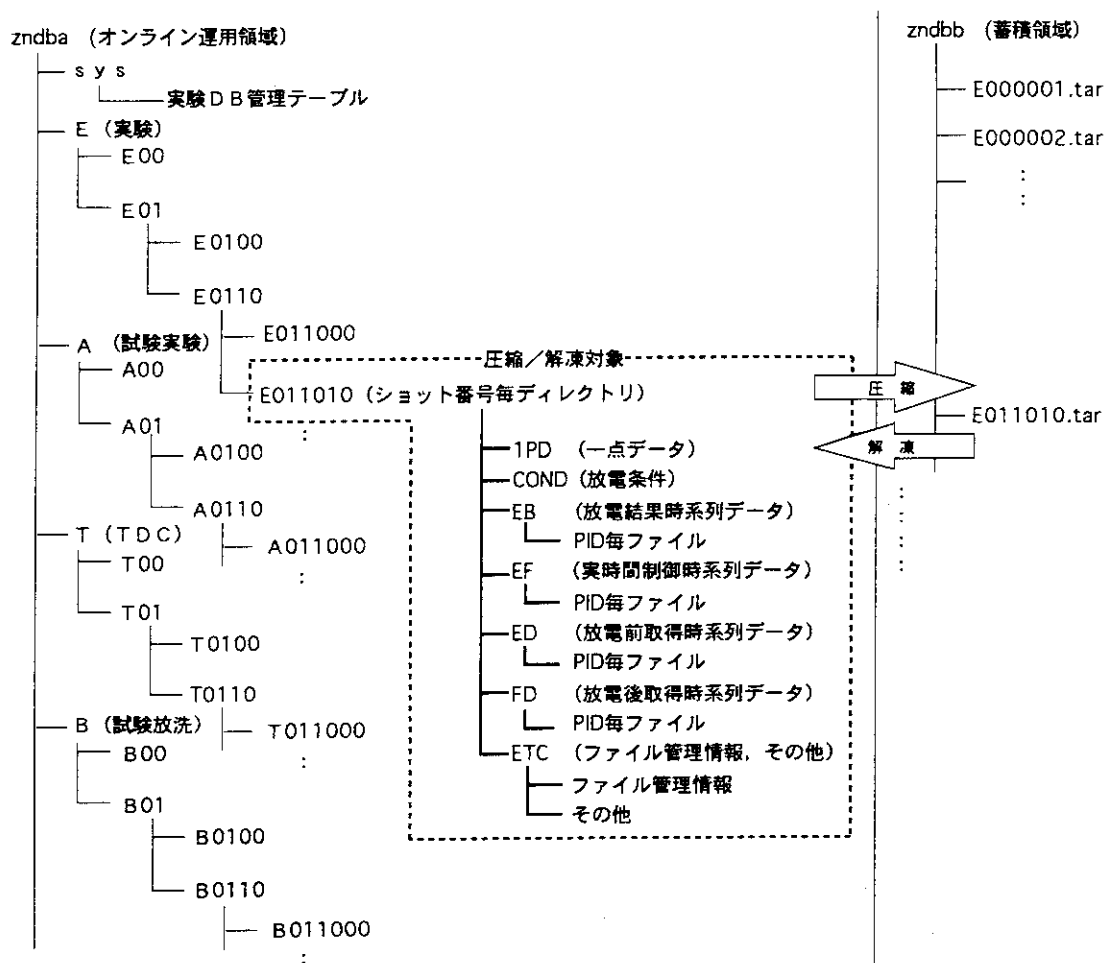 zndba (オンライン運用領域)
sys
実験DB管理テーブル
E (実験)
E00
E01
E0100
E0110
E011000
A (試験実験)
A00
A01
A0100
A0110
A011000
:
T (TDC)
T00
T01
T0100
T0110
T011000
:
B (試験放洗)
B00
B01
B0100
B0110
B011000
:
圧縮/解凍対象
E011010 (ショット番号毎ディレクトリ)
:
1PD (一点データ)
COND (放電条件)
EB (放電結果時系列データ)
PID毎ファイル
EF (実時間制御時系列データ)
PID毎ファイル
ED (放電前取得時系列データ)
PID毎ファイル
FD (放電後取得時系列データ)
PID毎ファイル
ETC (ファイル管理情報, その他)
ファイル管理情報
その他
圧縮
解凍
zndbb (蓄積領域)
E000001.tar
E000002.tar
:
:
E011010.tar
:
:
: